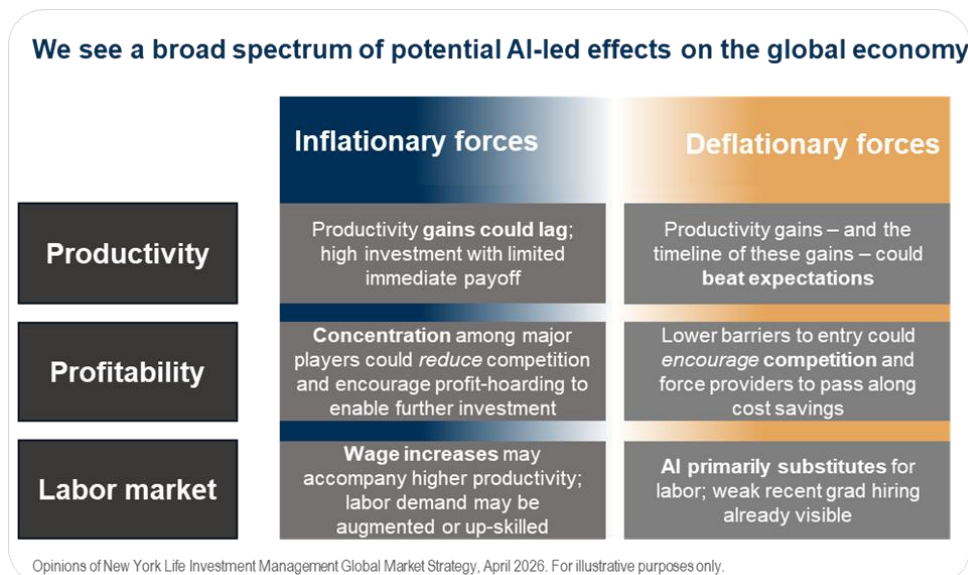 We see a broad spectrum of potential AI-led effects on the global economy
Inflationary forces
Deflationary forces
Productivity
Productivity gains could lag;
high investment with limited
immediate payoff
Productivity gains – and the
timeline of these gains – could
beat expectations
Profitability
Concentration among major
players could reduce competition
and encourage profit-hoarding to
enable further investment
Lower barriers to entry could
encourage competition and
force providers to pass along
cost savings
Labor market
Wage increases may
accompany higher productivity;
labor demand may be
augmented or up-skilled
AI primarily substitutes for
labor; weak recent grad hiring
already visible
Opinions of New York Life Investment Management Global Market Strategy, April 2026. For illustrative purposes only.